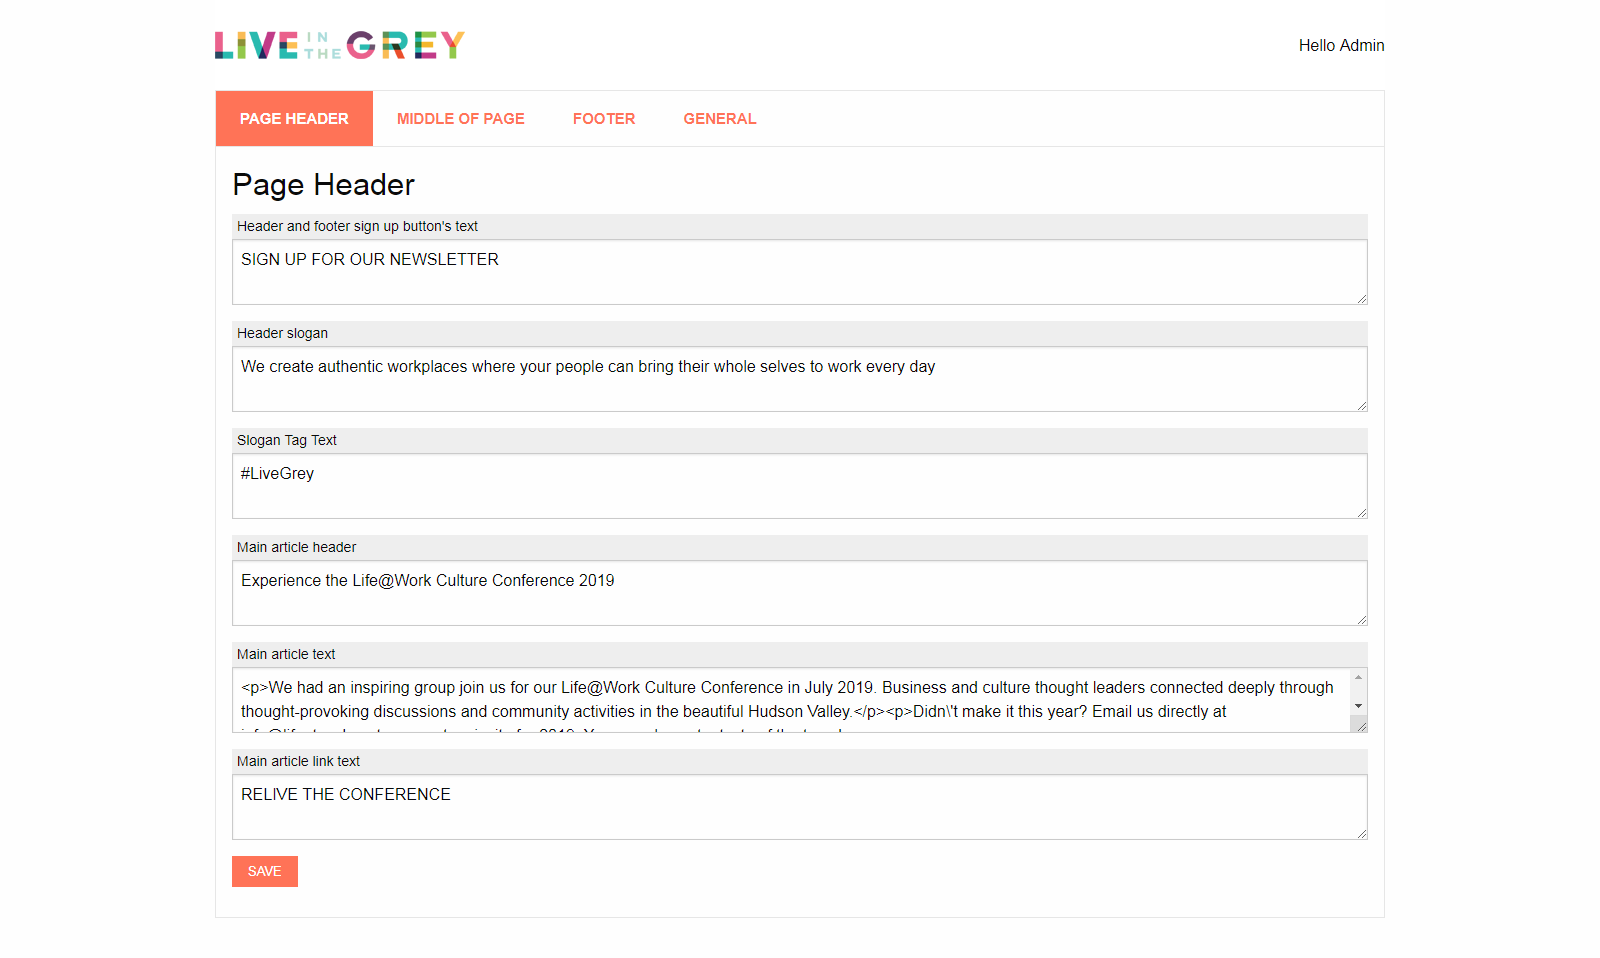 LIVE IN THE GREY
Hello Admin
PAGE HEADER MIDDLE OF PAGE FOOTER GENERAL
Page Header
Header and footer sign up button's text
SIGN UP FOR OUR NEWSLETTER
Header slogan
We create authentic workplaces where your people can bring their whole selves to work every day
Slogan Tag Text
#LiveGrey
Main article header
Experience the Life@Work Culture Conference 2019
Main article text
<p>We had an inspiring group join us for our Life@Work Culture Conference in July 2019. Business and culture thought leaders connected deeply through
thought-provoking discussions and community activities in the beautiful Hudson Valley.</p><p>Didn\'t make it this year? Email us directly at
Main article link text
RELIVE THE CONFERENCE
SAVE